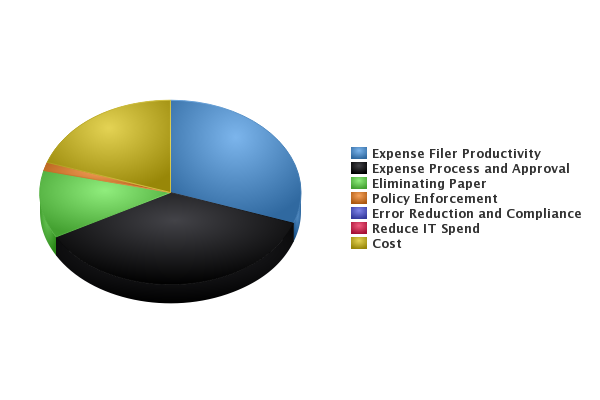 Expense Filer Productivity
Expense Process and Approval
Eliminating Paper
Policy Enforcement
Error Reduction and Compliance
Reduce IT Spend
Cost